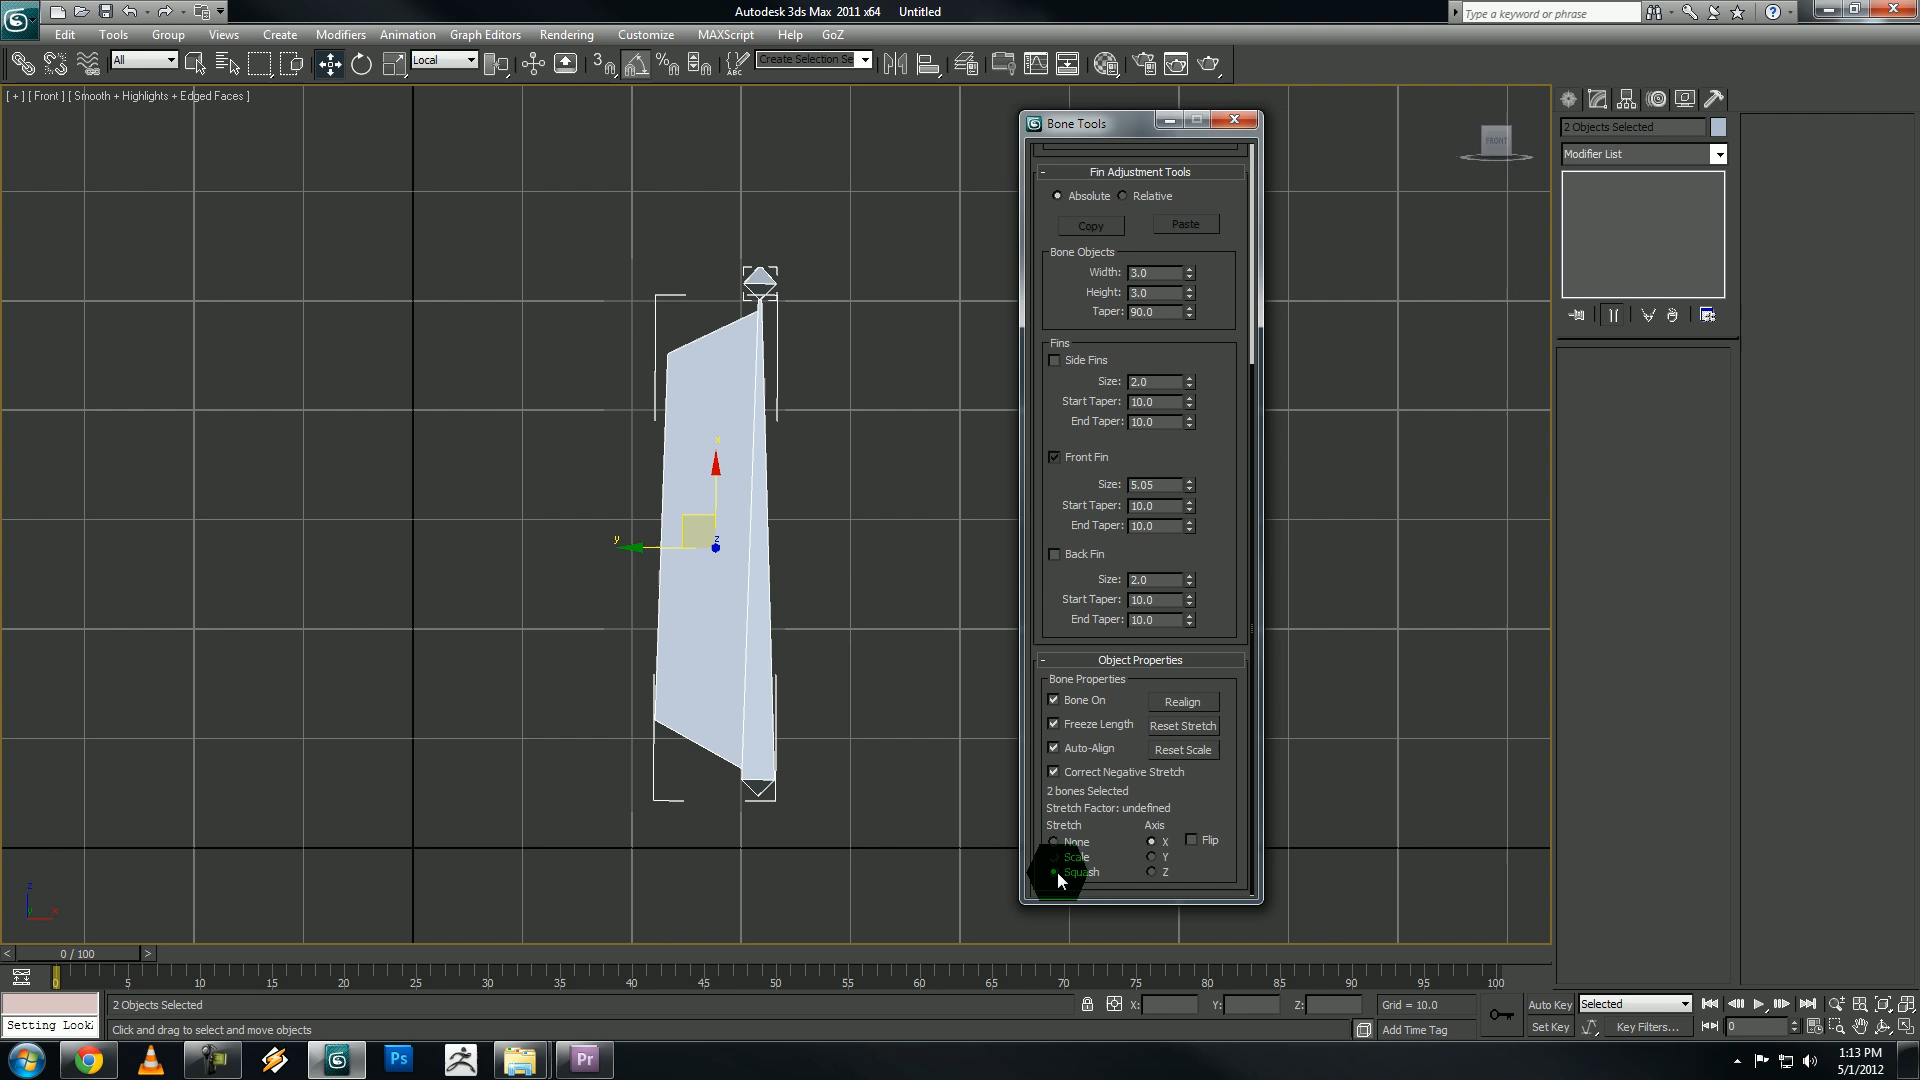 Autodesk 3ds Max 2011 x64 Untitled
Type a keyword or phrase
Edit Tools Group Views Create Modifiers Animation Graph Editors Rendering Customize MAXScript Help GoZ
All Local Create Selection Se
[ + ] [ Front ] [ Smooth + Highlights + Edged Faces ]
FRONT
2 Objects Selected
Modifier List
Bone Tools
- Fin Adjustment Tools
Absolute Relative
Copy Paste
Bone Objects
Width: 3.0
Height: 3.0
Taper: 90.0
Fins
Side Fins
Size: 2.0
Start Taper: 10.0
End Taper: 10.0
Front Fin
Size: 5.05
Start Taper: 10.0
End Taper: 10.0
Back Fin
Size: 2.0
Start Taper: 10.0
End Taper: 10.0
- Object Properties
Bone Properties
Bone On Realign
Freeze Length Reset Stretch
Auto-Align Reset Scale
Correct Negative Stretch
2 bones Selected
Stretch Factor: undefined
Stretch Axis
None X Flip
Scale Y
Squash Z
x
y z
z
y x
< 0 / 100 >
0 5 10 15 20 25 30 35 40 45 50 55 60 65 70 75 80 85 90 95 100
2 Objects Selected X: Y: Z: Grid = 10.0 Auto Key Selected
Setting Look Click and drag to select and move objects Add Time Tag Set Key Key Filters... 0
Ps Pr
1:13 PM
5/1/2012